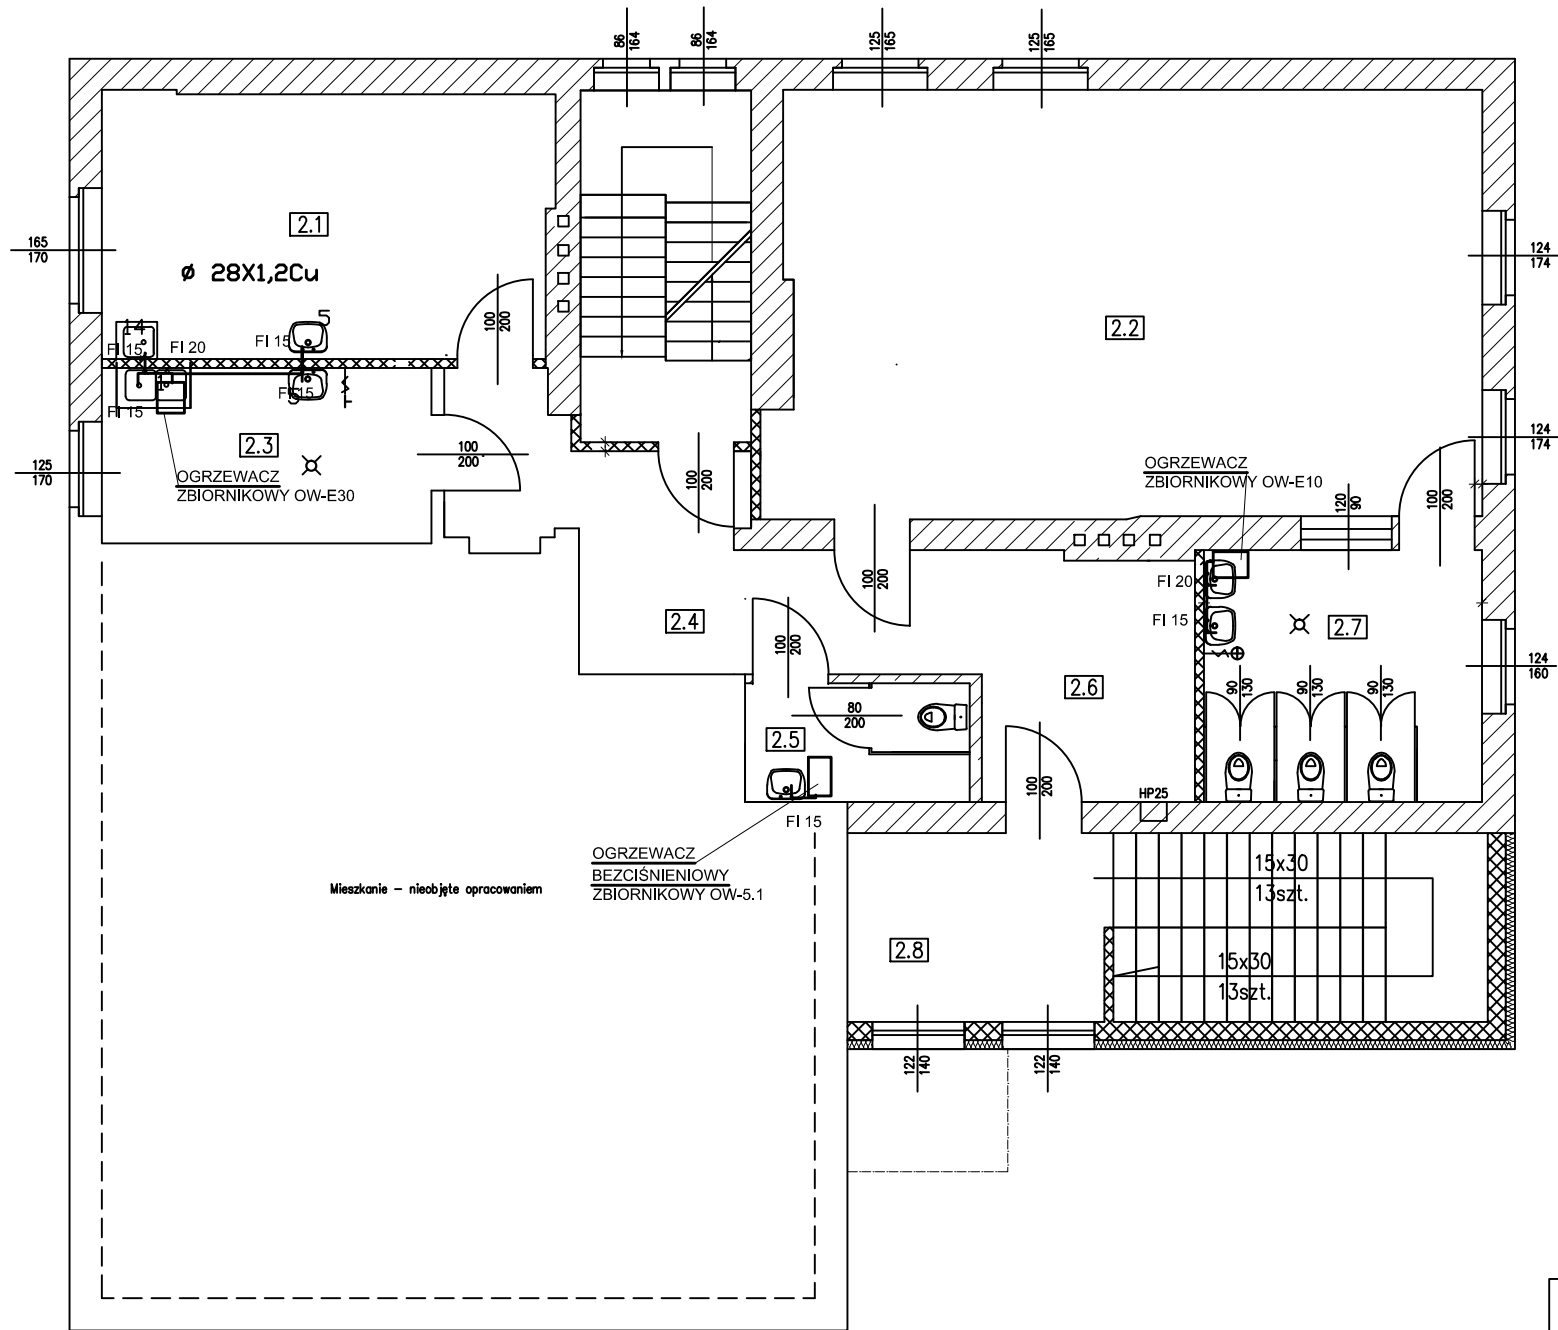 86
164
86
164
125
165
125
165
2.1
165
170
ø 28X1,2Cu
124
174
14
5
FI 15
FI 20
FI 15
100
200
2.2
FI 15
FI 15
2.3
100
200
124
174
125
170
OGRZEWACZ
ZBIORNIKOWY OW-E30
100
200
OGRZEWACZ
ZBIORNIKOWY OW-E10
120
90
100
200
100
200
FI 20
2.4
FI 15
2.7
100
200
124
160
2.6
90
130
90
130
90
130
80
200
2.5
100
200
HP25
FI 15
OGRZEWACZ
BEZCIŚNIENIOWY
ZBIORNIKOWY OW-5.1
Mieszkanie – nieobjęte opracowaniem
15x30
13szt.
2.8
15x30
13szt.
122
140
122
140